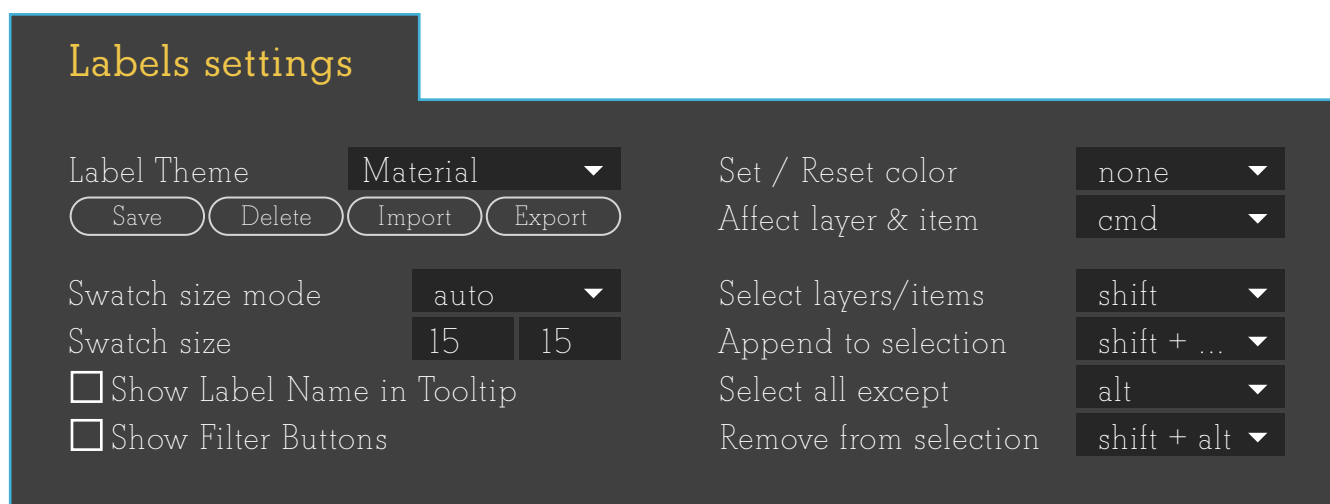 Labels settings
Label Theme Material
Save Delete Import Export
Swatch size mode auto
Swatch size 15 15
Show Label Name in Tooltip
Show Filter Buttons
Set / Reset color none
Affect layer & item cmd
Select layers/items shift
Append to selection shift + ...
Select all except alt
Remove from selection shift + alt